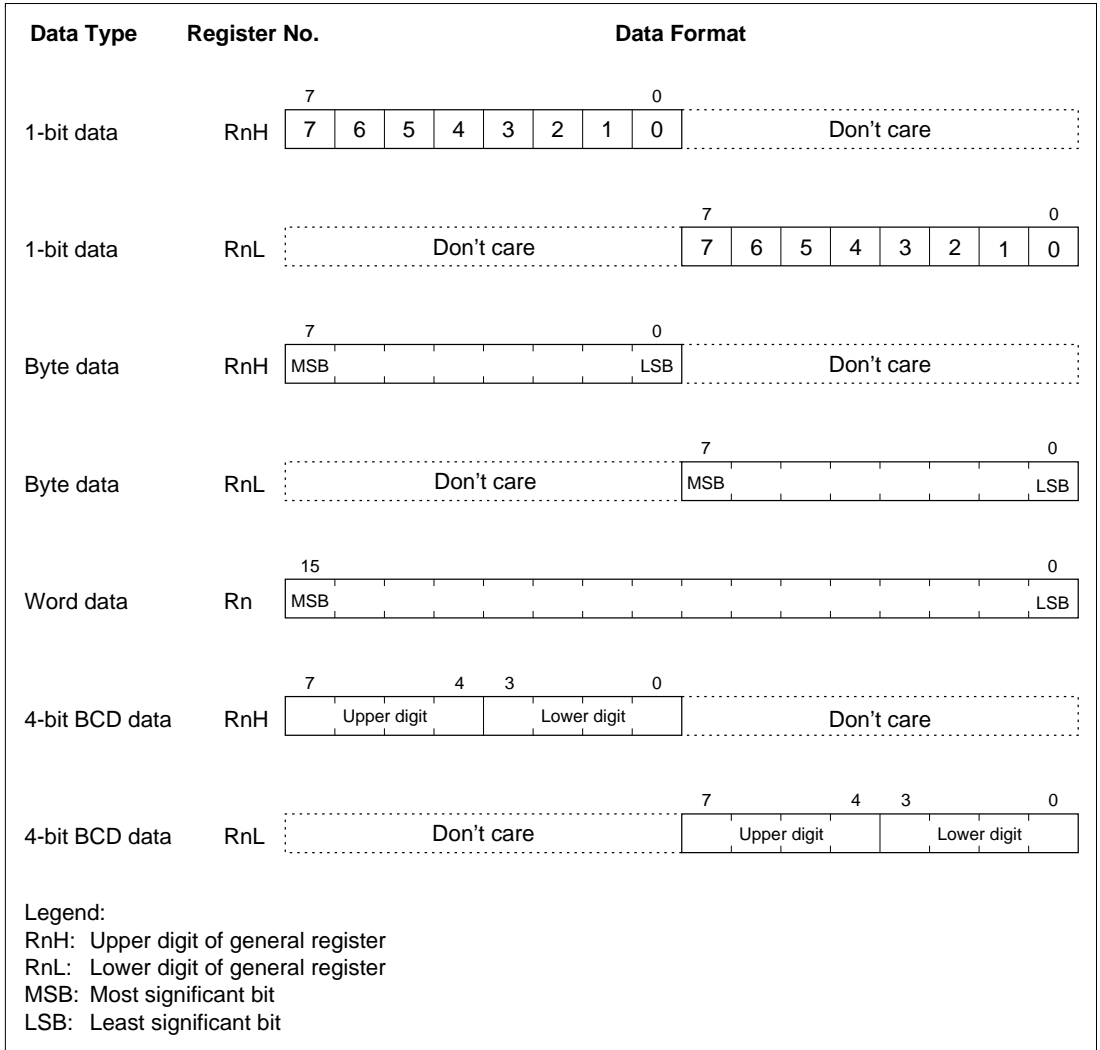 Data Type Register No. Data Format
7 0
1-bit data RnH 7 6 5 4 3 2 1 0 Don't care
7 0
1-bit data RnL Don't care 7 6 5 4 3 2 1 0
7 0
Byte data RnH MSB LSB Don't care
7 0
Byte data RnL Don't care MSB LSB
15 0
Word data Rn MSB LSB
7 4 3 0
4-bit BCD data RnH Upper digit Lower digit Don't care
7 4 3 0
4-bit BCD data RnL Don't care Upper digit Lower digit
Legend:
RnH: Upper digit of general register
RnL: Lower digit of general register
MSB: Most significant bit
LSB: Least significant bit